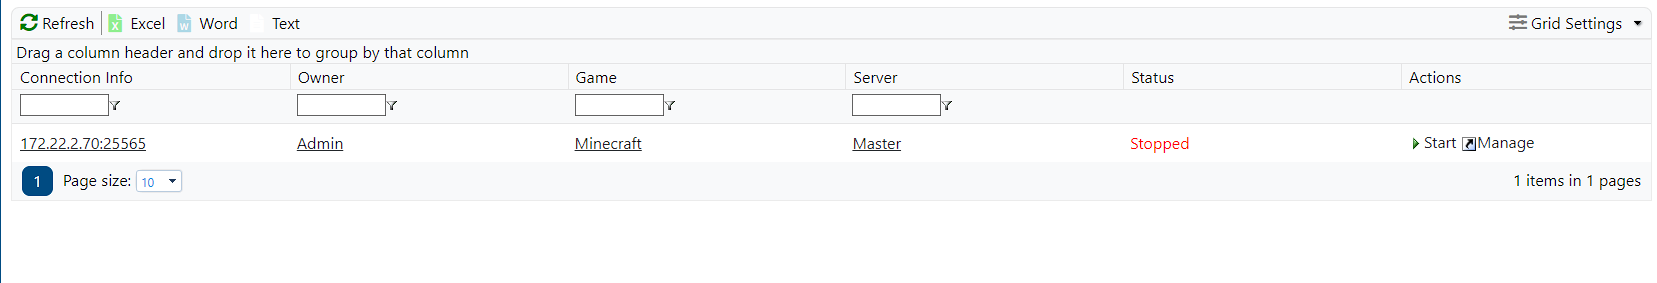 Refresh Excel Word Text Grid Settings
Drag a column header and drop it here to group by that column
Connection Info Owner Game Server Status Actions
172.22.2.70:25565 Admin Minecraft Master Stopped Start Manage
1 Page size: 10 1 items in 1 pages